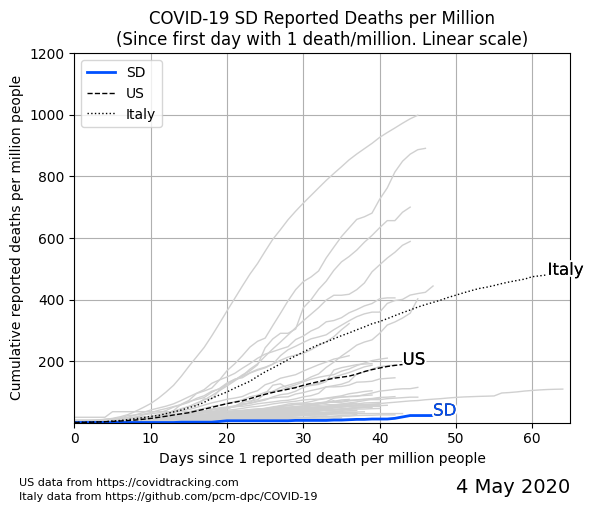 COVID-19 SD Reported Deaths per Million
(Since first day with 1 death/million. Linear scale)
Cumulative reported deaths per million people
1200
1000
800
600
400
200
SD
US
Italy
Italy
US
SD
0 10 20 30 40 50 60
Days since 1 reported death per million people
US data from https://covidtracking.com
Italy data from https://github.com/pcm-dpc/COVID-19
4 May 2020